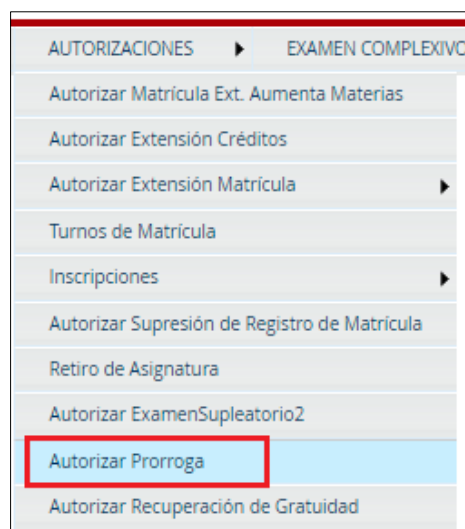 AUTORIZACIONES EXAMEN COMPLEXIVO
Autorizar Matrícula Ext. Aumenta Materias
Autorizar Extensión Créditos
Autorizar Extensión Matrícula
Turnos de Matrícula
Inscripciones
Autorizar Supresión de Registro de Matrícula
Retiro de Asignatura
Autorizar ExamenSupleatorio2
Autorizar Prorroga
Autorizar Recuperación de Gratuidad